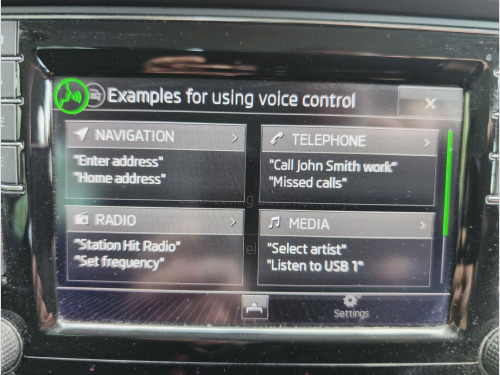 Examples for using voice control
NAVIGATION
"Enter address"
"Home address"
TELEPHONE
"Call John Smith work"
"Missed calls"
RADIO
"Station Hit Radio"
"Set frequency"
MEDIA
"Select artist"
"Listen to USB 1"
Settings